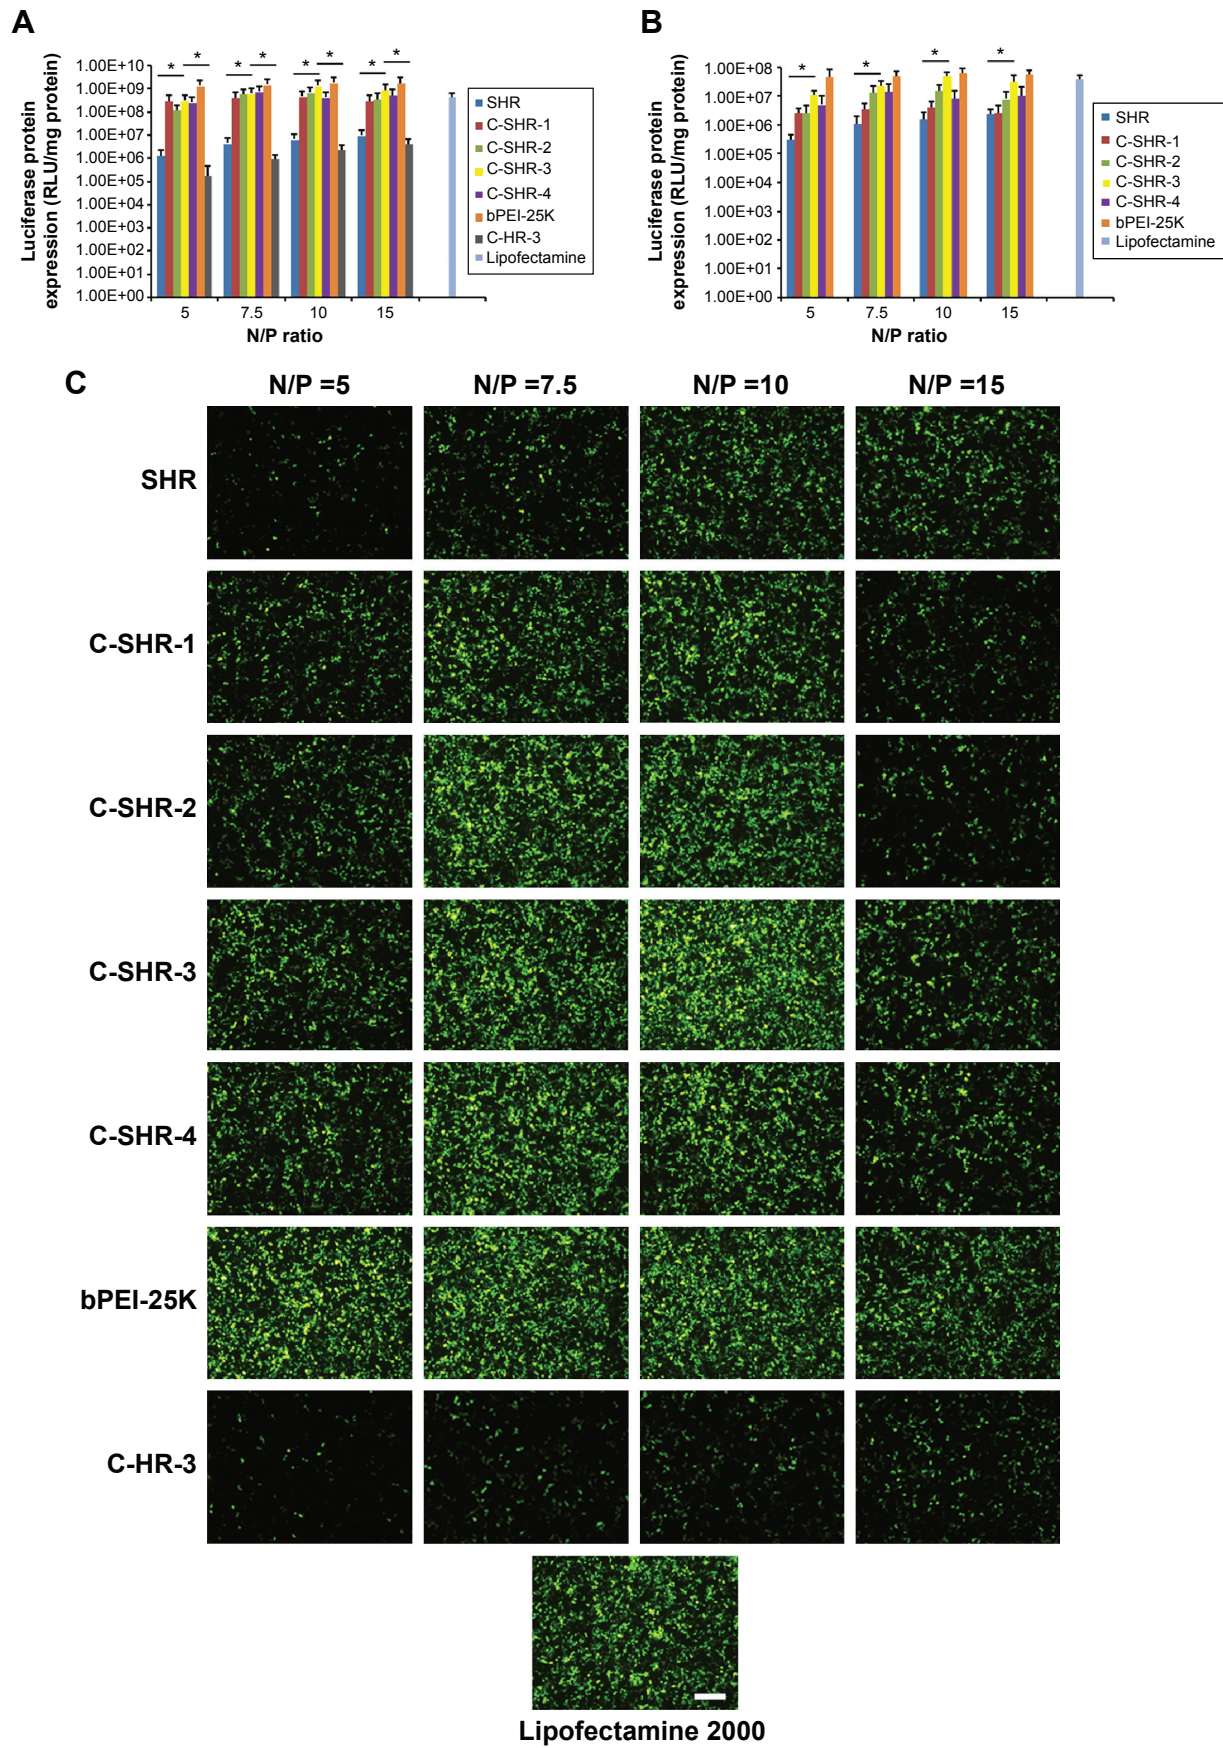 A
Luciferase protein
expression (RLU/mg protein)
1.00E+10
1.00E+09
1.00E+08
1.00E+07
1.00E+06
1.00E+05
1.00E+04
1.00E+03
1.00E+02
1.00E+01
1.00E+00
* * * * * * * *
5 7.5 10 15
N/P ratio
SHR
C-SHR-1
C-SHR-2
C-SHR-3
C-SHR-4
bPEI-25K
C-HR-3
Lipofectamine
B
Luciferase protein
expression (RLU/mg protein)
1.00E+08
1.00E+07
1.00E+06
1.00E+05
1.00E+04
1.00E+03
1.00E+02
1.00E+01
1.00E+00
* * * *
5 7.5 10 15
N/P ratio
SHR
C-SHR-1
C-SHR-2
C-SHR-3
C-SHR-4
bPEI-25K
Lipofectamine
C
N/P =5 N/P =7.5 N/P =10 N/P =15
SHR
C-SHR-1
C-SHR-2
C-SHR-3
C-SHR-4
bPEI-25K
C-HR-3
Lipofectamine 2000